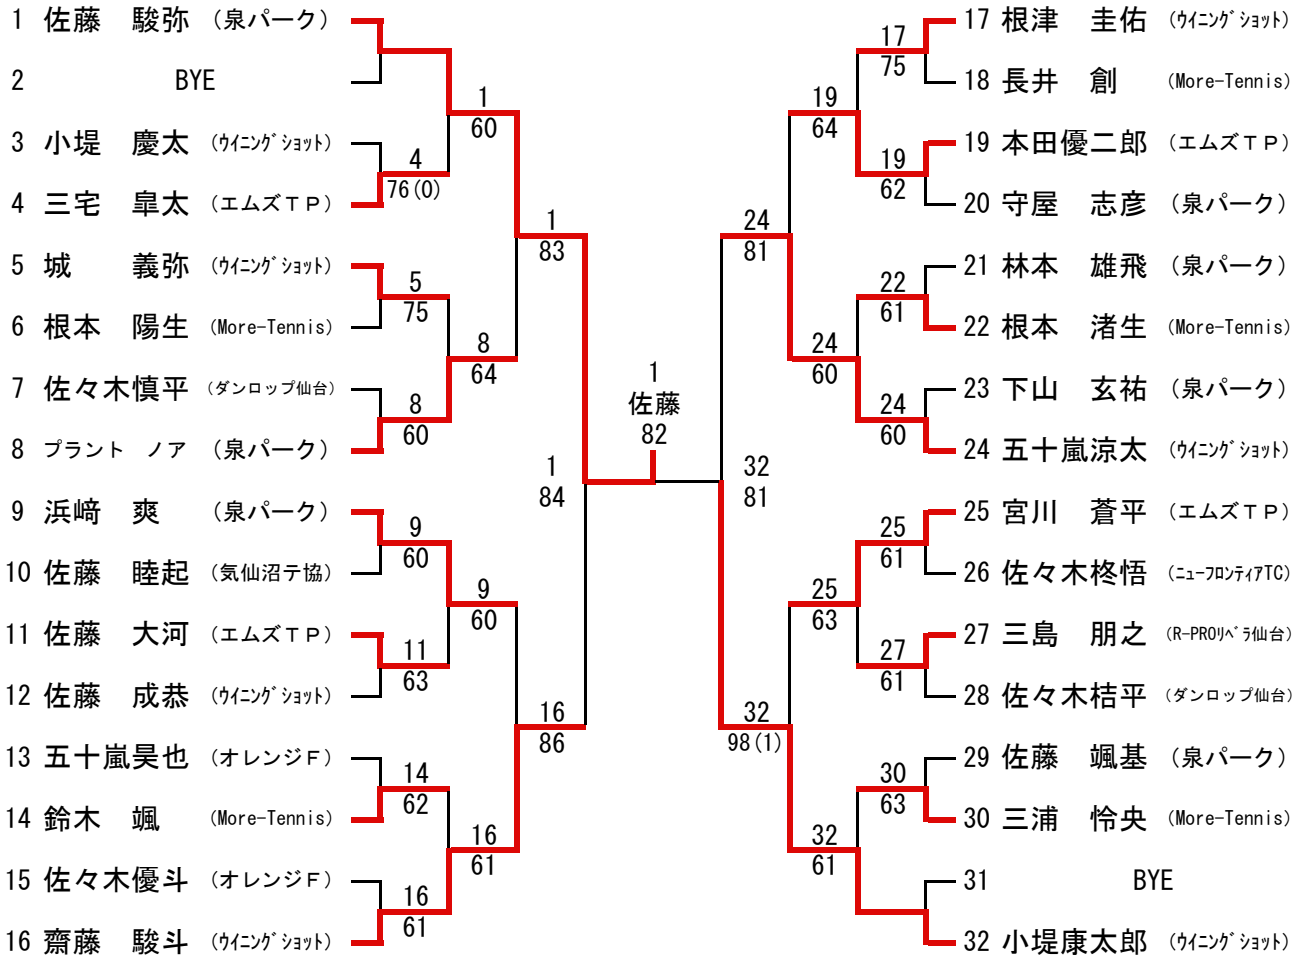 1 佐藤 駿弥 (泉パーク)
2 BYE
3 小堤 慶太 (ウイニングショット)
4 三宅 皐太 (エムズTP)
5 城 義弥 (ウイニングショット)
6 根本 陽生 (More-Tennis)
7 佐々木慎平 (ダンロップ仙台)
8 プラント ノア (泉パーク)
9 浜﨑 爽 (泉パーク)
10 佐藤 睦起 (気仙沼テ協)
11 佐藤 大河 (エムズTP)
12 佐藤 成恭 (ウイニングショット)
13 五十嵐昊也 (オレンジF)
14 鈴木 颯 (More-Tennis)
15 佐々木優斗 (オレンジF)
16 齋藤 駿斗 (ウイニングショット)
4
76(0)
5
75
8
60
9
60
11
63
14
62
16
61
1
60
8
64
9
60
16
61
1
83
16
86
1
84
1
佐藤
82
32
81
24
81
32
98(1)
19
64
24
60
25
63
32
61
17
75
19
62
22
61
24
60
25
61
27
61
30
63
17 根津 圭佑 (ウイニングショット)
18 長井 創 (More-Tennis)
19 本田優二郎 (エムズTP)
20 守屋 志彦 (泉パーク)
21 林本 雄飛 (泉パーク)
22 根本 渚生 (More-Tennis)
23 下山 玄祐 (泉パーク)
24 五十嵐涼太 (ウイニングショット)
25 宮川 蒼平 (エムズTP)
26 佐々木柊悟 (ニューフロンティアTC)
27 三島 朋之 (R-PROリベラ仙台)
28 佐々木桔平 (ダンロップ仙台)
29 佐藤 颯基 (泉パーク)
30 三浦 怜央 (More-Tennis)
31 BYE
32 小堤康太郎 (ウイニングショット)